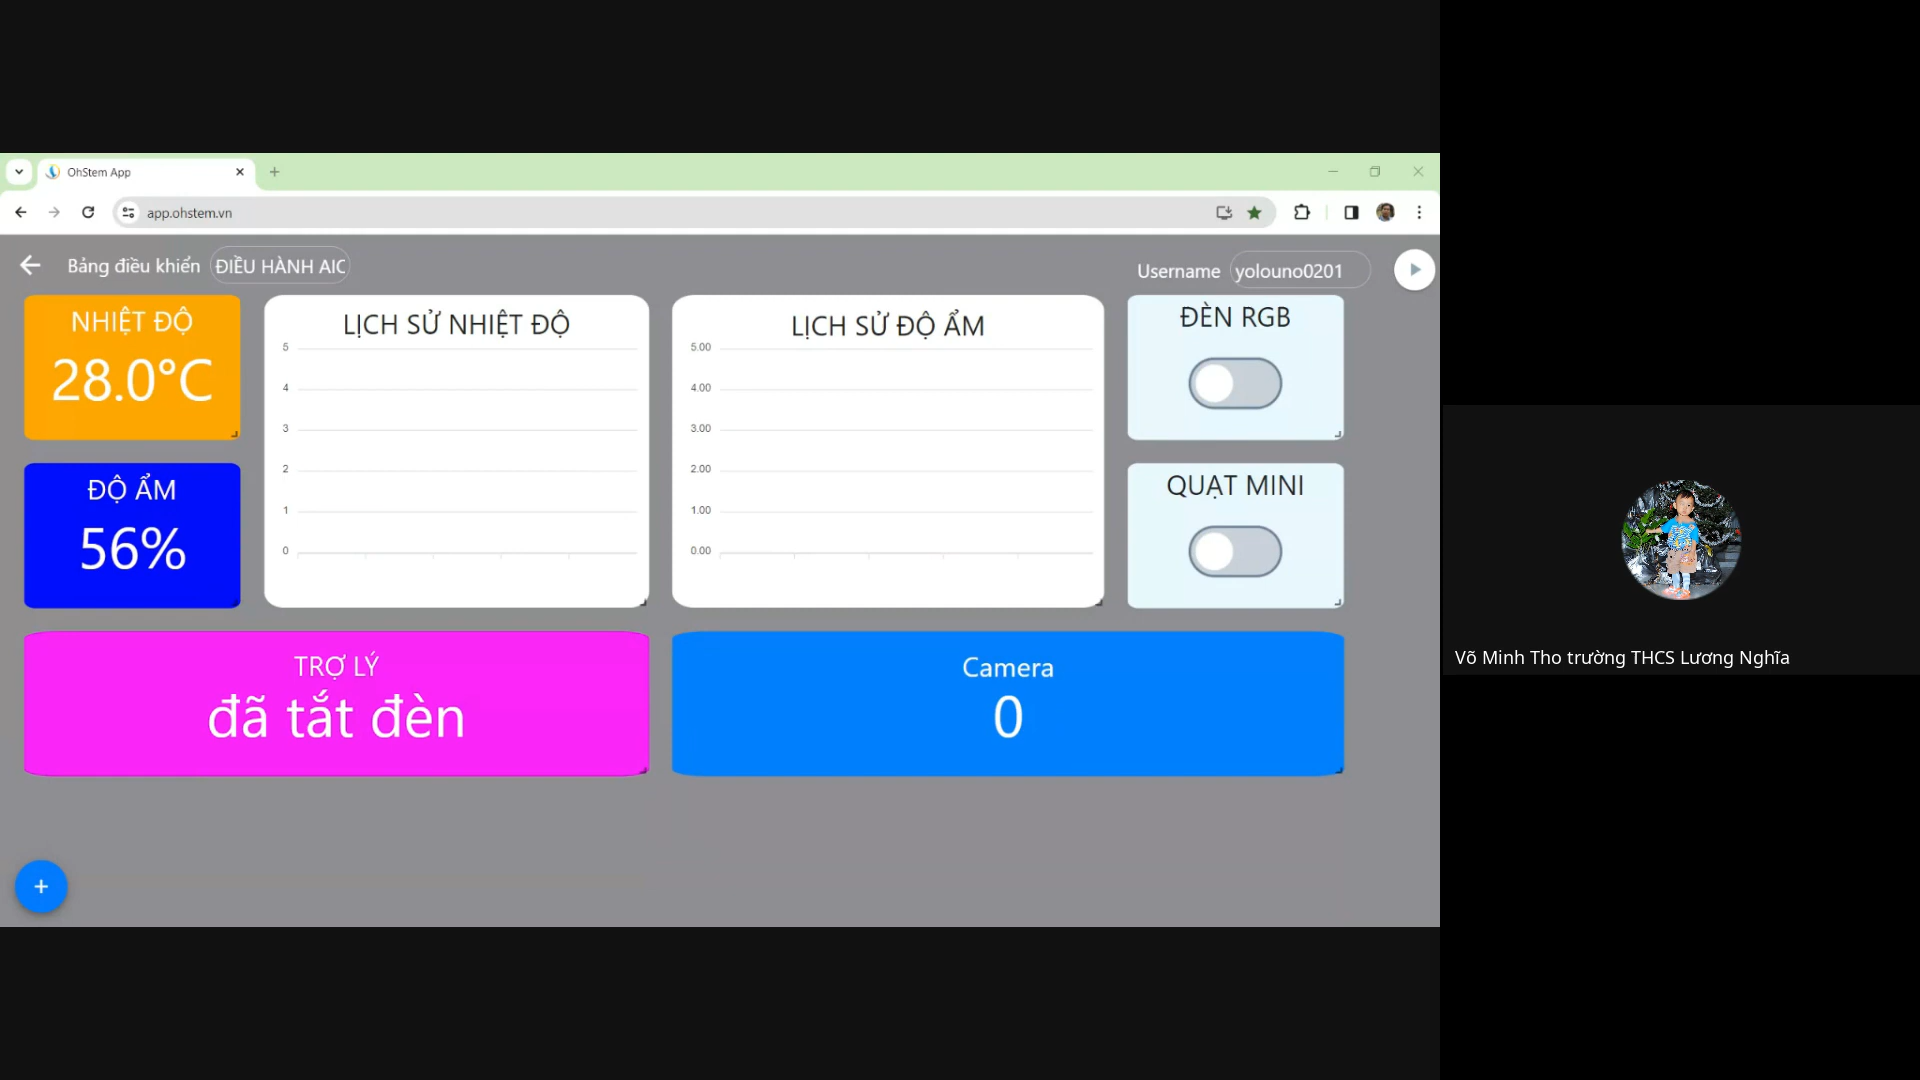 OhStem App
app.ohstem.vn
Bảng điều khiển ĐIỀU HÀNH AIC
Username yolouno0201
NHIỆT ĐỘ
28.0°C
LỊCH SỬ NHIỆT ĐỘ
5
4
3
2
1
0
LỊCH SỬ ĐỘ ẨM
5.00
4.00
3.00
2.00
1.00
0.00
ĐÈN RGB
ĐỘ ẨM
56%
QUẠT MINI
TRỢ LÝ
đã tắt đèn
Camera
0
+
Võ Minh Tho trường THCS Lương Nghĩa